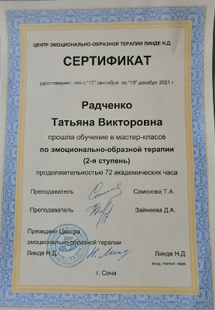 ЦЕНТР ЭМОЦИОНАЛЬНО-ОБРАЗНОЙ ТЕРАПИИ ЛИНДЕ Н.Д.
СЕРТИФИКАТ
удостоверяет, что с "17" сентября по "19" декабря 2021 г
Радченко
Татьяна Викторовна
прошла обучение в мастер-классе
по эмоционально-образной терапии
(2-я ступень)
продолжительностью 72 академических часа
Преподаватель Самонова Т.А.
Преподаватель Зайнеева Д.А.
Президент Центра
эмоционально-образной терапии
Линде Н.Д. Линде Н.Д.
г. Сочи